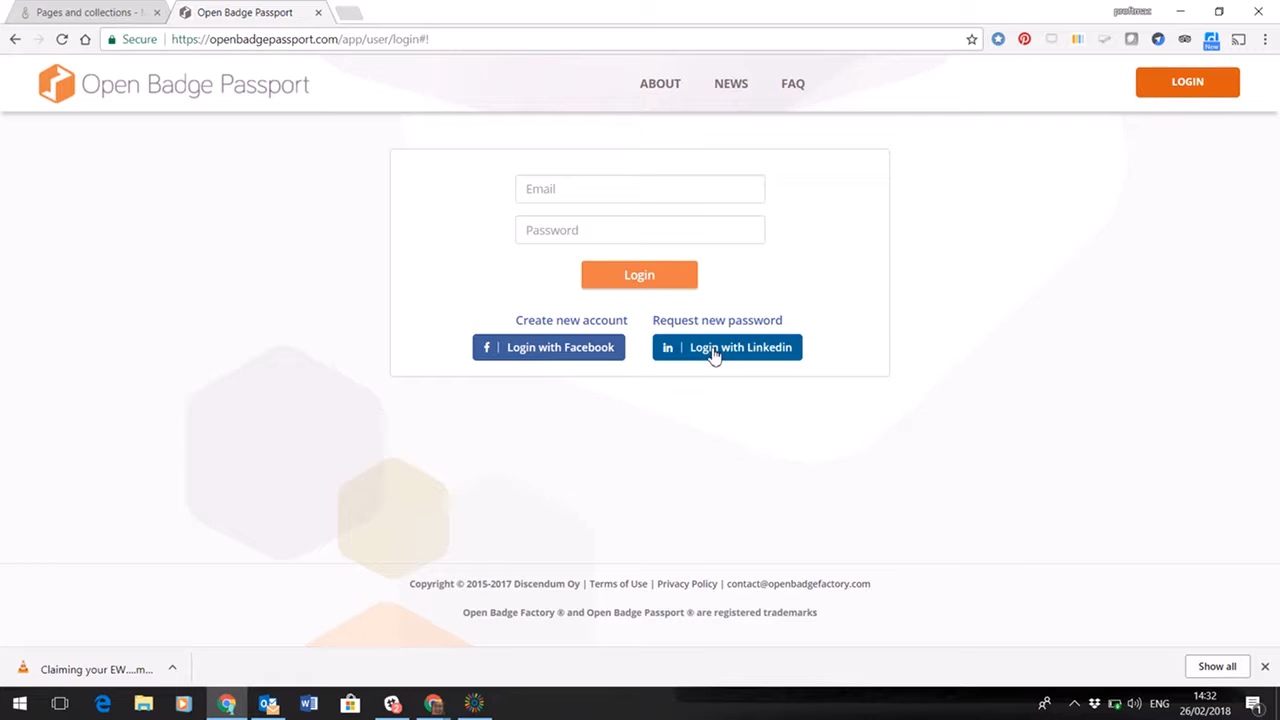 Pages and collections - 
Open Badge Passport
profmac
Secure
https://openbadgepassport.com/app/user/login#!
New
Open Badge Passport
ABOUT
NEWS
FAQ
LOGIN
Email
Password
Login
Create new account
Request new password
f | Login with Facebook
in | Login with Linkedin
Copyright © 2015-2017 Discendum Oy | Terms of Use | Privacy Policy | contact@openbadgefactory.com
Open Badge Factory ® and Open Badge Passport ® are registered trademarks
Claiming your EW....m...
Show all
ENG
14:32
26/02/2018